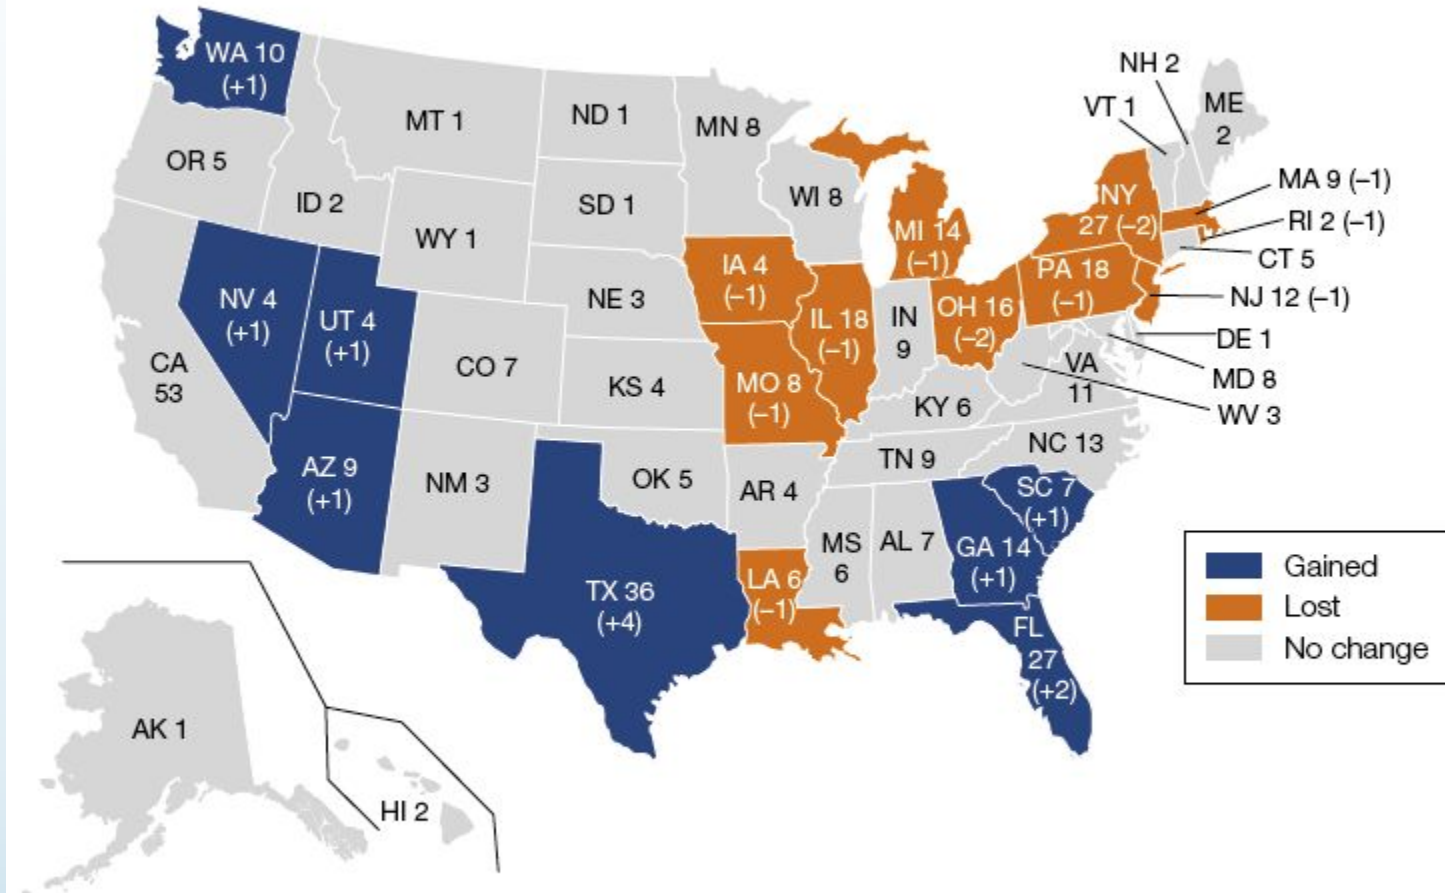 WA 10
(+1)
OR 5
CA
53
NV 4
(+1)
ID 2
MT 1
WY 1
UT 4
(+1)
AZ 9
(+1)
CO 7
NM 3
ND 1
SD 1
NE 3
KS 4
OK 5
TX 36
(+4)
MN 8
IA 4
(–1)
MO 8
(–1)
AR 4
LA 6
(–1)
WI 8
IL 18
(–1)
MI 14
(–1)
IN
9
OH 16
(–2)
KY 6
TN 9
MS
6
AL 7
GA 14
(+1)
FL
27
(+2)
SC 7
(+1)
NC 13
VA
11
PA 18
(–1)
NY
27 (–2)
VT 1
NH 2
ME
2
MA 9 (–1)
RI 2 (–1)
CT 5
NJ 12 (–1)
DE 1
MD 8
WV 3
AK 1
HI 2
Gained
Lost
No change